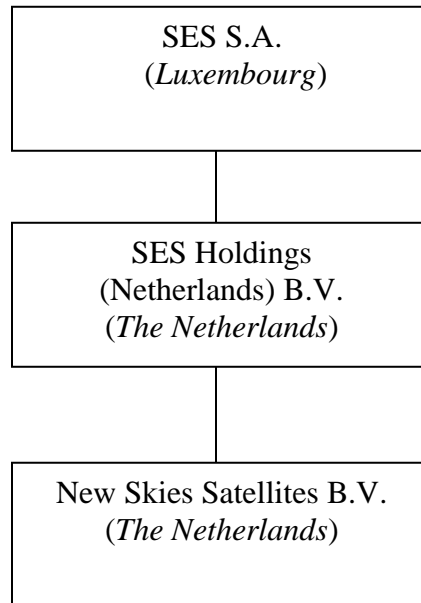 SES S.A.
(Luxembourg)
SES Holdings
(Netherlands) B.V.
(The Netherlands)
New Skies Satellites B.V.
(The Netherlands)